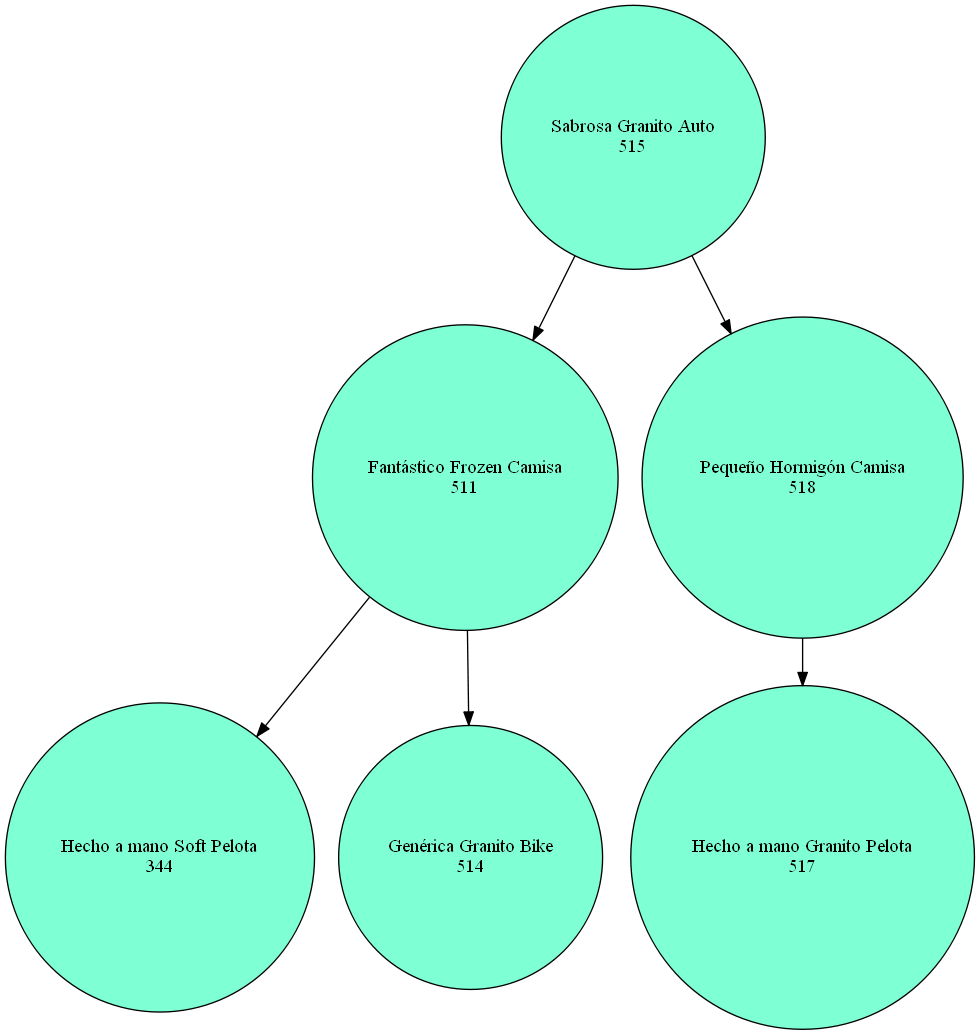 Sabrosa Granito Auto
515
Fantástico Frozen Camisa
511
Pequeño Hormigón Camisa
518
Hecho a mano Soft Pelota
344
Genérica Granito Bike
514
Hecho a mano Granito Pelota
517